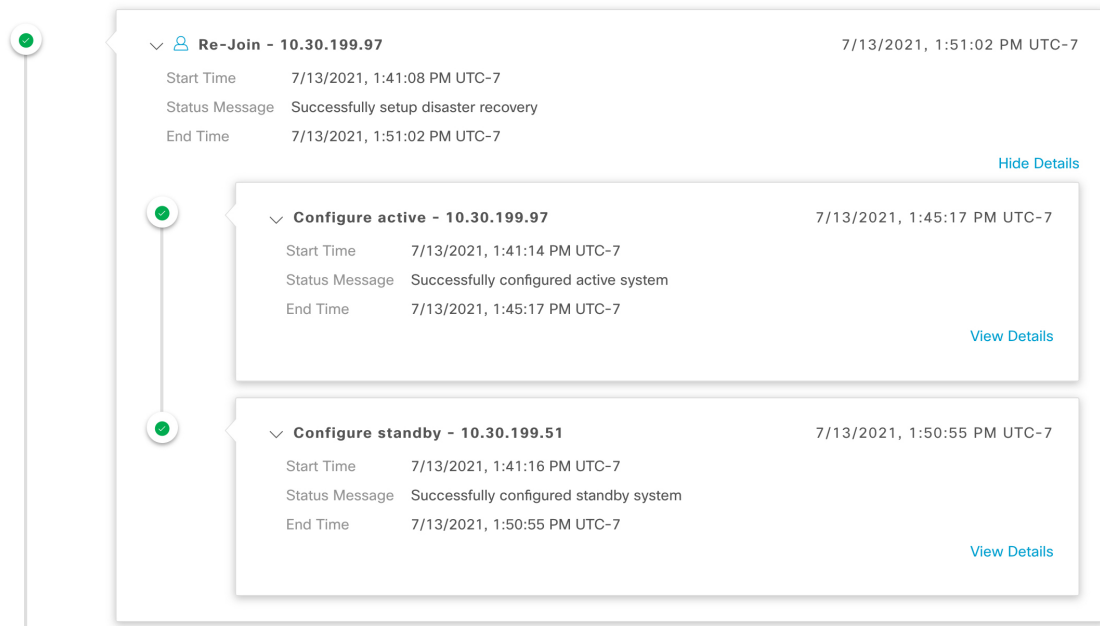 Re-Join - 10.30.199.97 7/13/2021, 1:51:02 PM UTC-7
Start Time 7/13/2021, 1:41:08 PM UTC-7
Status Message Successfully setup disaster recovery
End Time 7/13/2021, 1:51:02 PM UTC-7
Hide Details
Configure active - 10.30.199.97 7/13/2021, 1:45:17 PM UTC-7
Start Time 7/13/2021, 1:41:14 PM UTC-7
Status Message Successfully configured active system
End Time 7/13/2021, 1:45:17 PM UTC-7
View Details
Configure standby - 10.30.199.51 7/13/2021, 1:50:55 PM UTC-7
Start Time 7/13/2021, 1:41:16 PM UTC-7
Status Message Successfully configured standby system
End Time 7/13/2021, 1:50:55 PM UTC-7
View Details